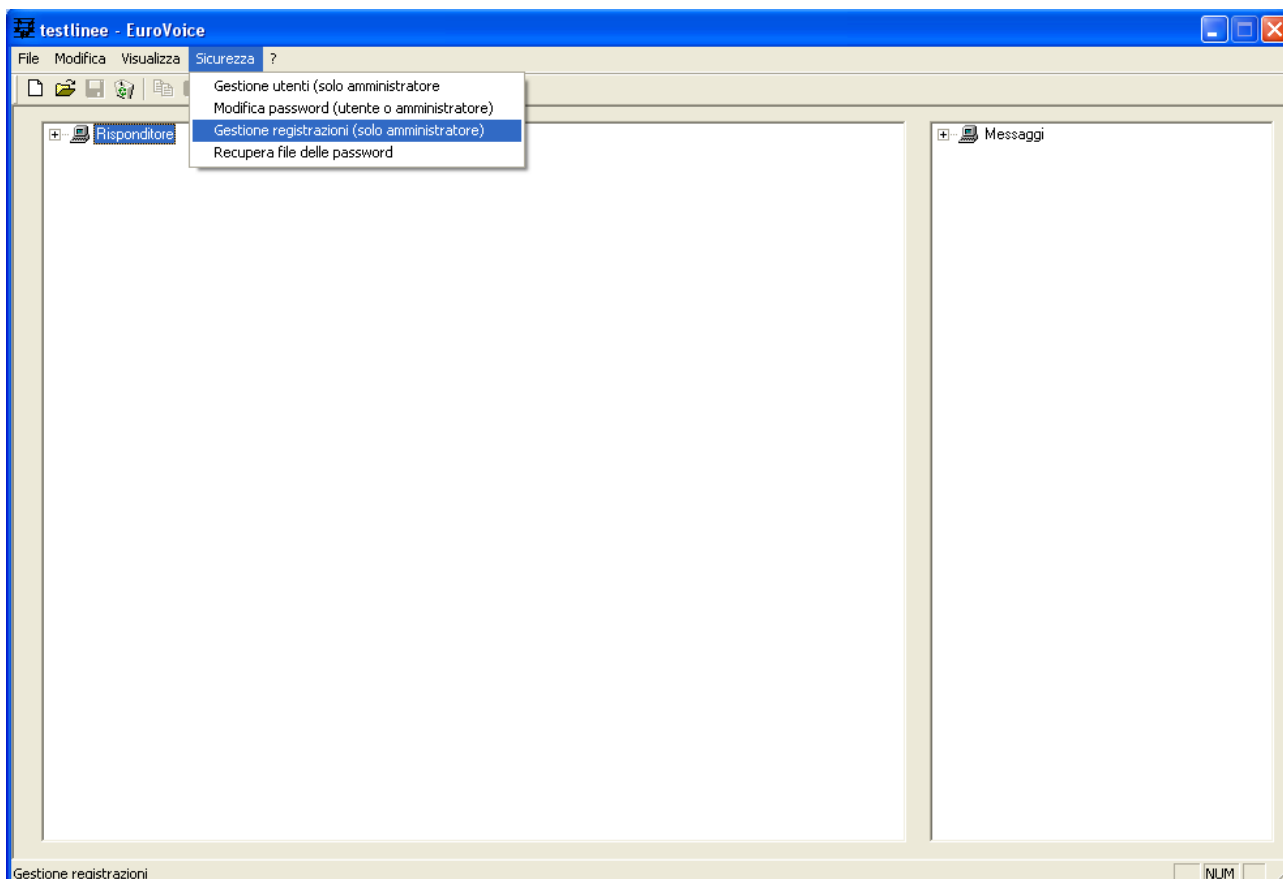 testlinee - EuroVoice
File Modifica Visualizza Sicurezza ?
Gestione utenti (solo amministratore
Modifica password (utente o amministratore)
Gestione registrazioni (solo amministratore)
Recupera file delle password
Risponditore
Messaggi
Gestione registrazioni NUM